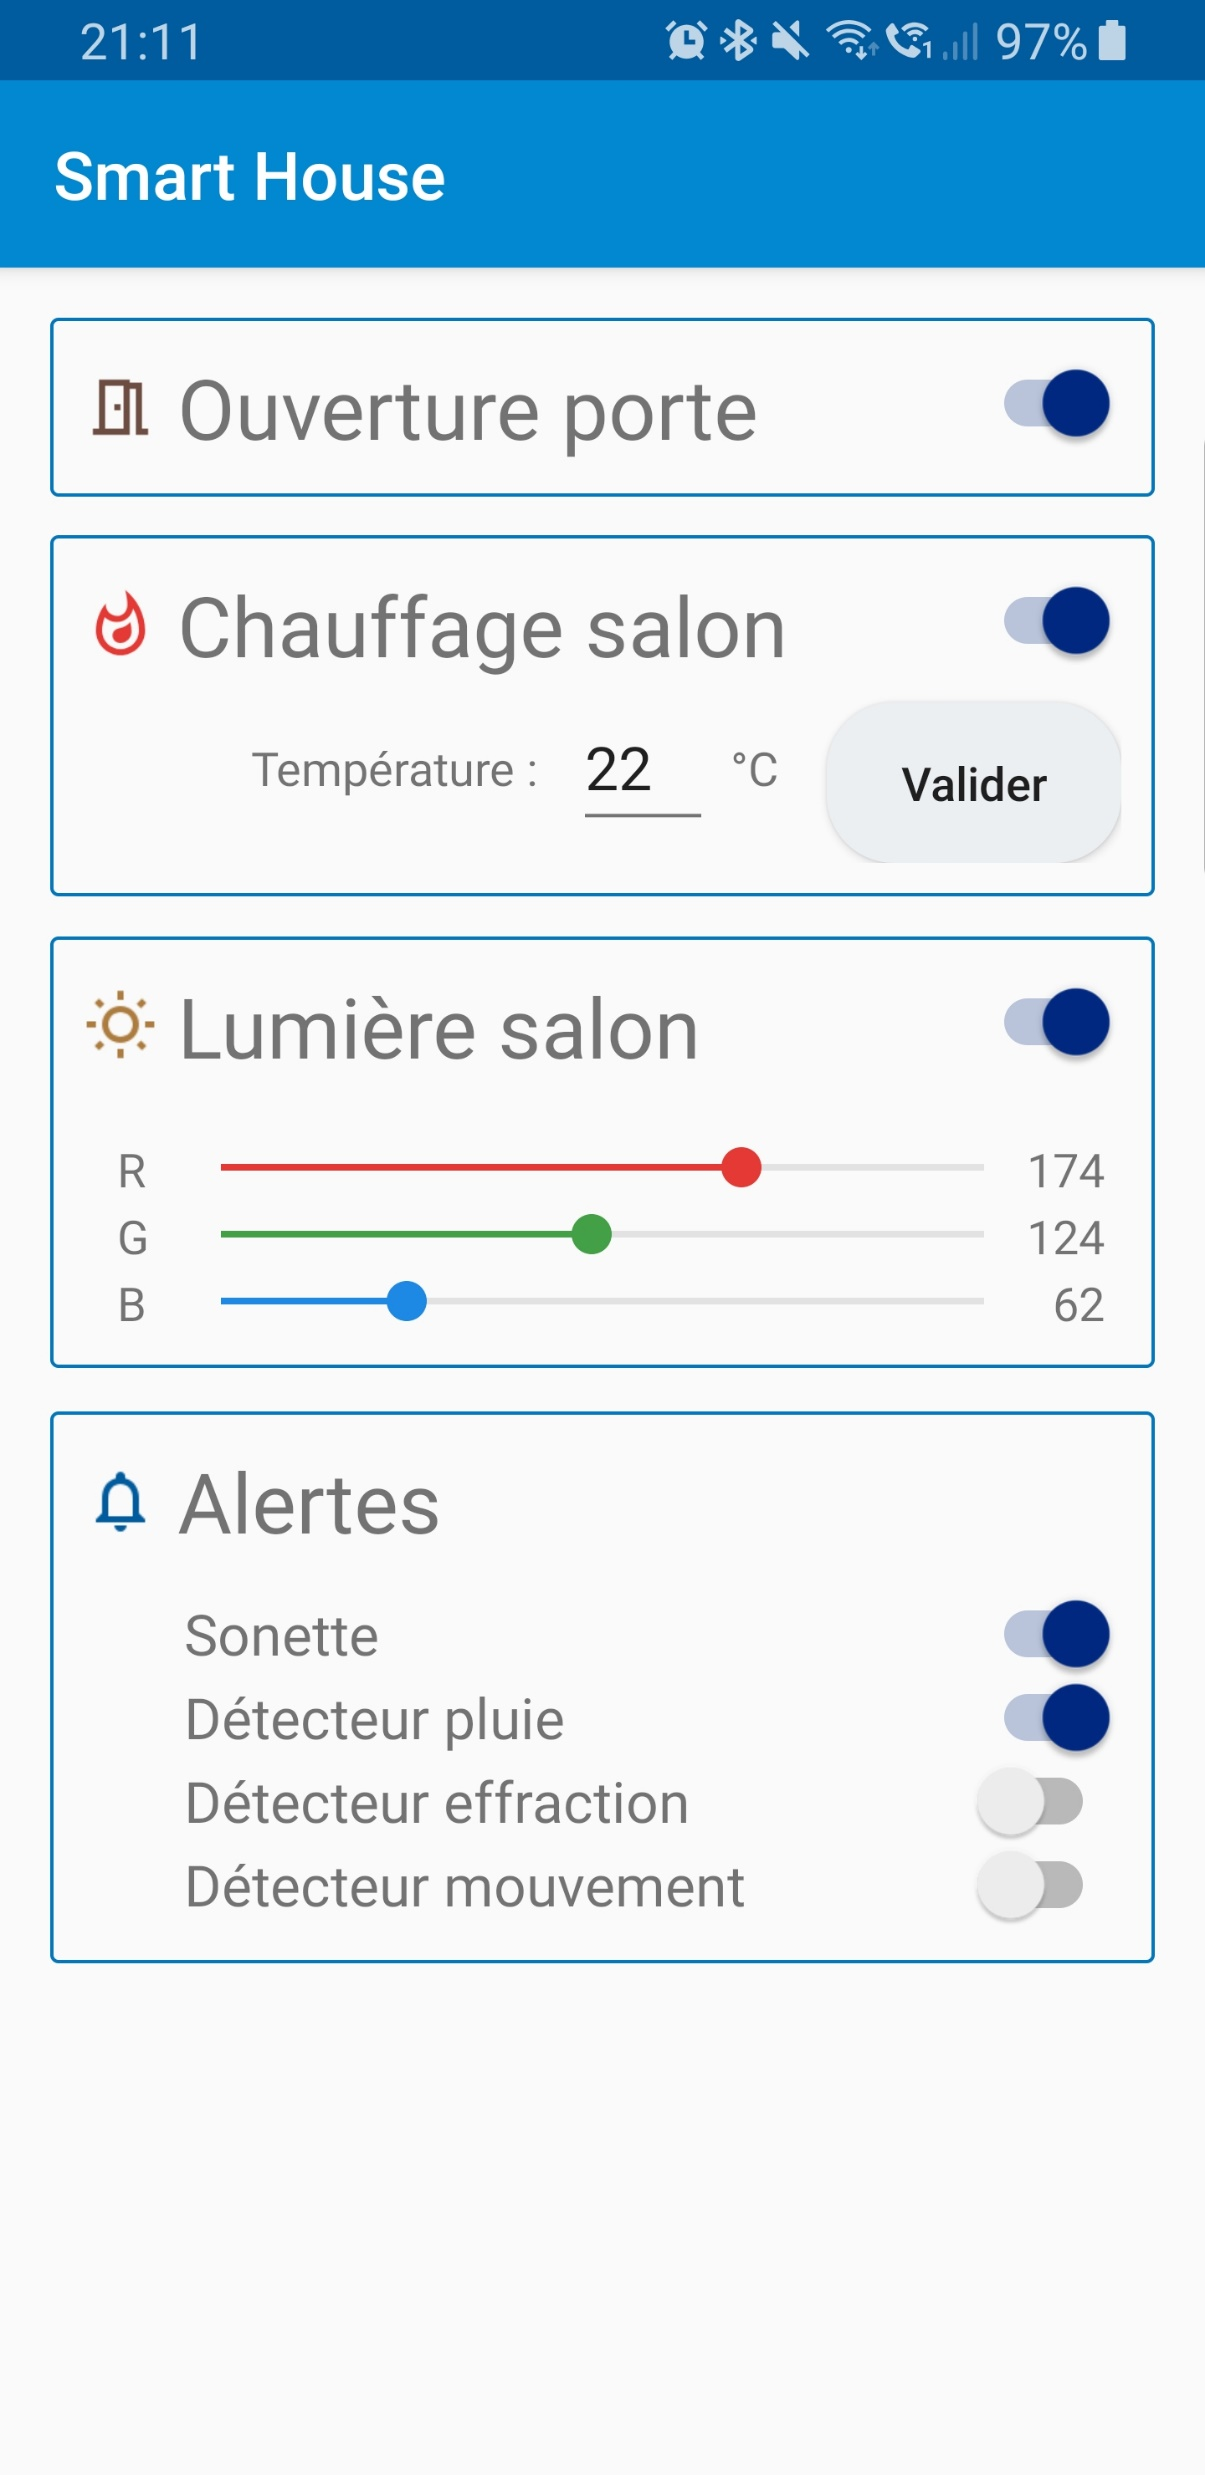 21:11 97%
Smart House
Ouverture porte
Chauffage salon
Température : 22 °C Valider
Lumière salon
R 174
G 124
B 62
Alertes
Sonette
Détecteur pluie
Détecteur effraction
Détecteur mouvement